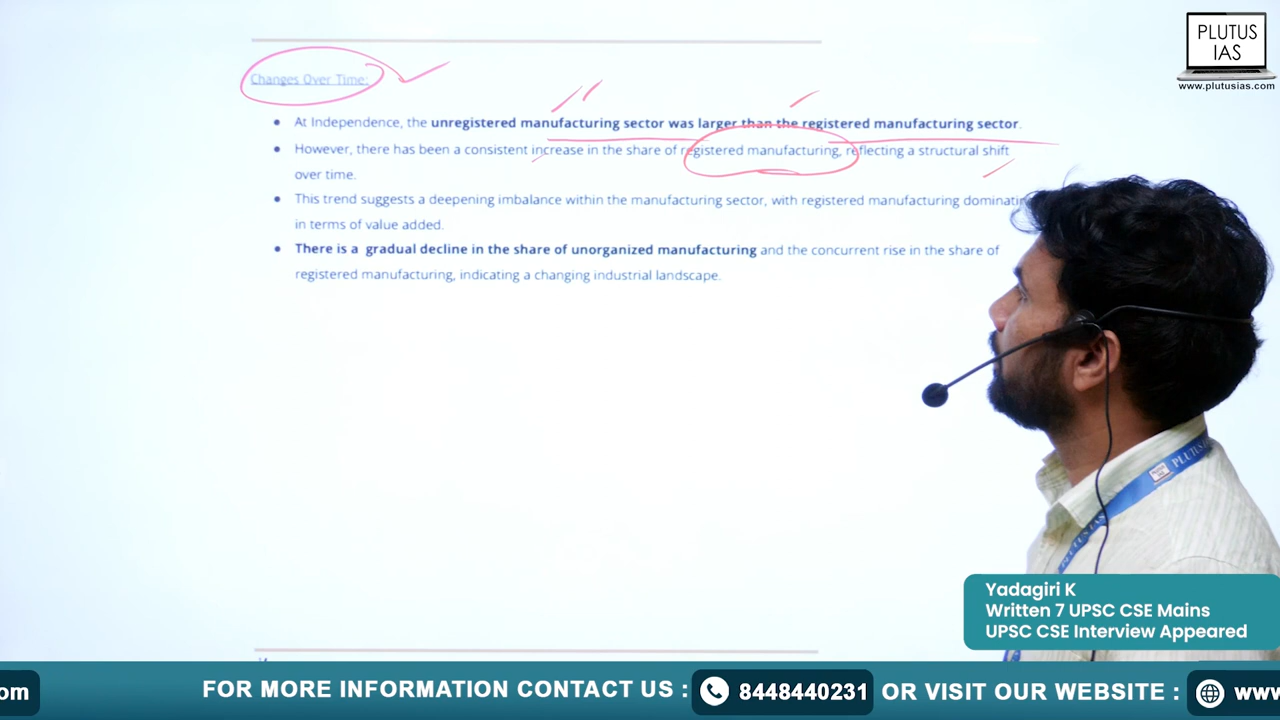 PLUTUS
IAS
www.plutusias.com
Changes Over Time:
At Independence, the unregistered manufacturing sector was larger than the registered manufacturing sector.
However, there has been a consistent increase in the share of registered manufacturing, reflecting a structural shift
over time.
This trend suggests a deepening imbalance within the manufacturing sector, with registered manufacturing
in terms of value added.
There is a gradual decline in the share of unorganized manufacturing and the concurrent rise in the share of
registered manufacturing, indicating a changing industrial landscape.
PLUTUS
Yadagiri K
Written 7 UPSC CSE Mains
UPSC CSE Interview Appeared
om FOR MORE INFORMATION CONTACT US : 8448440231 OR VISIT OUR WEBSITE : www